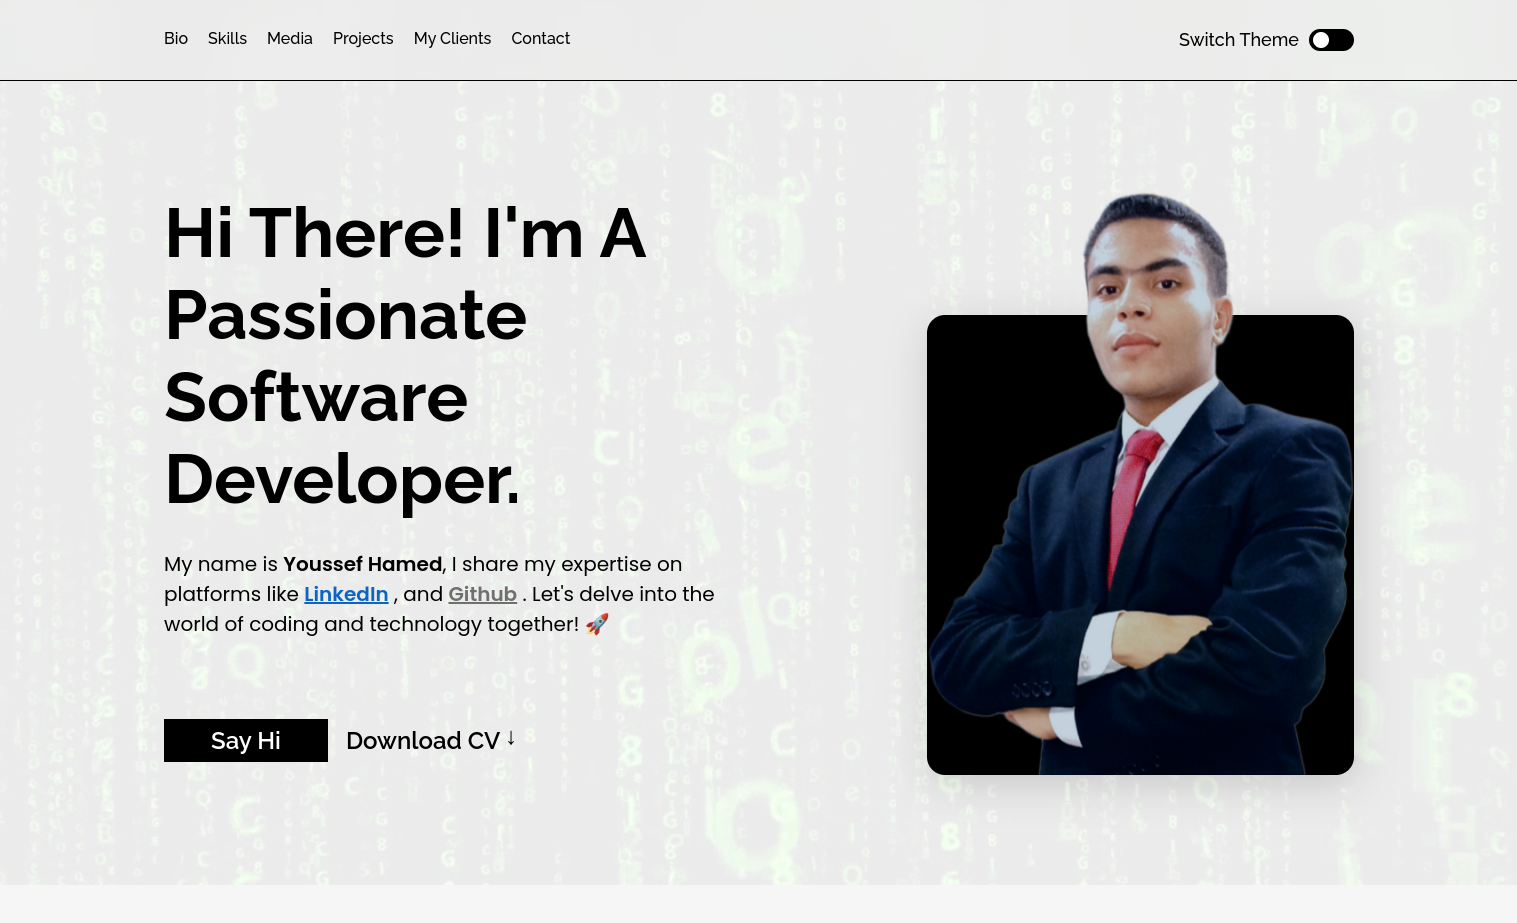 Bio Skills Media Projects My Clients Contact Switch Theme
Hi There! I'm A
Passionate
Software
Developer.
My name is Youssef Hamed, I share my expertise on
platforms like LinkedIn , and Github . Let's delve into the
world of coding and technology together! 🚀
Say Hi Download CV ↓